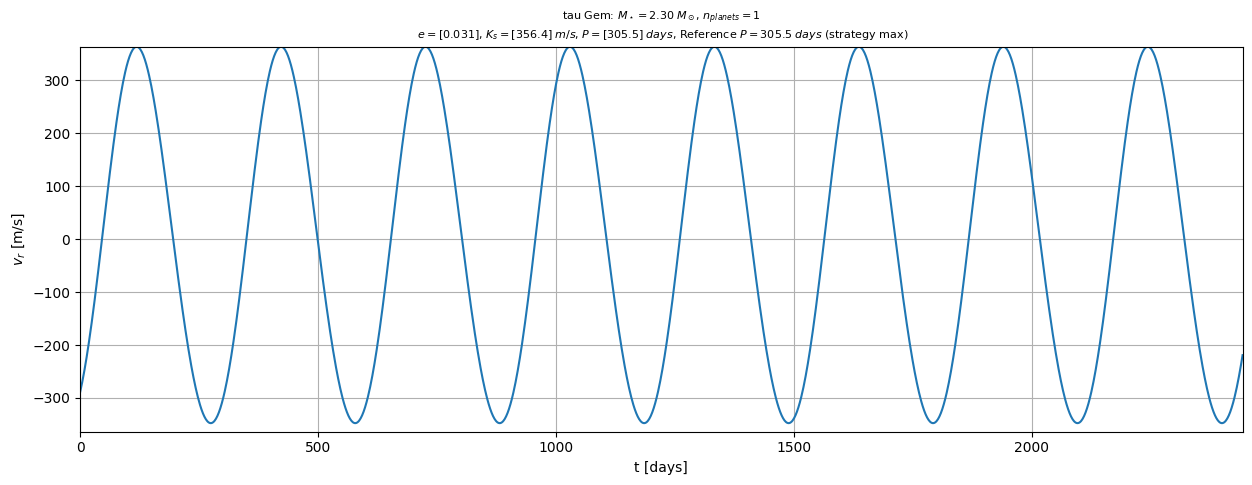 tau Gem: $M_\star = 2.30\ M_\odot$, $n_{planets} = 1$
$e = [0.031]$, $K_s = [356.4]\ m/s$, $P = [305.5]\ days$, Reference $P = 305.5\ days$ (strategy max)
300
200
100
0
−100
−200
−300
$v_r$ [m/s]
0 500 1000 1500 2000
t [days]